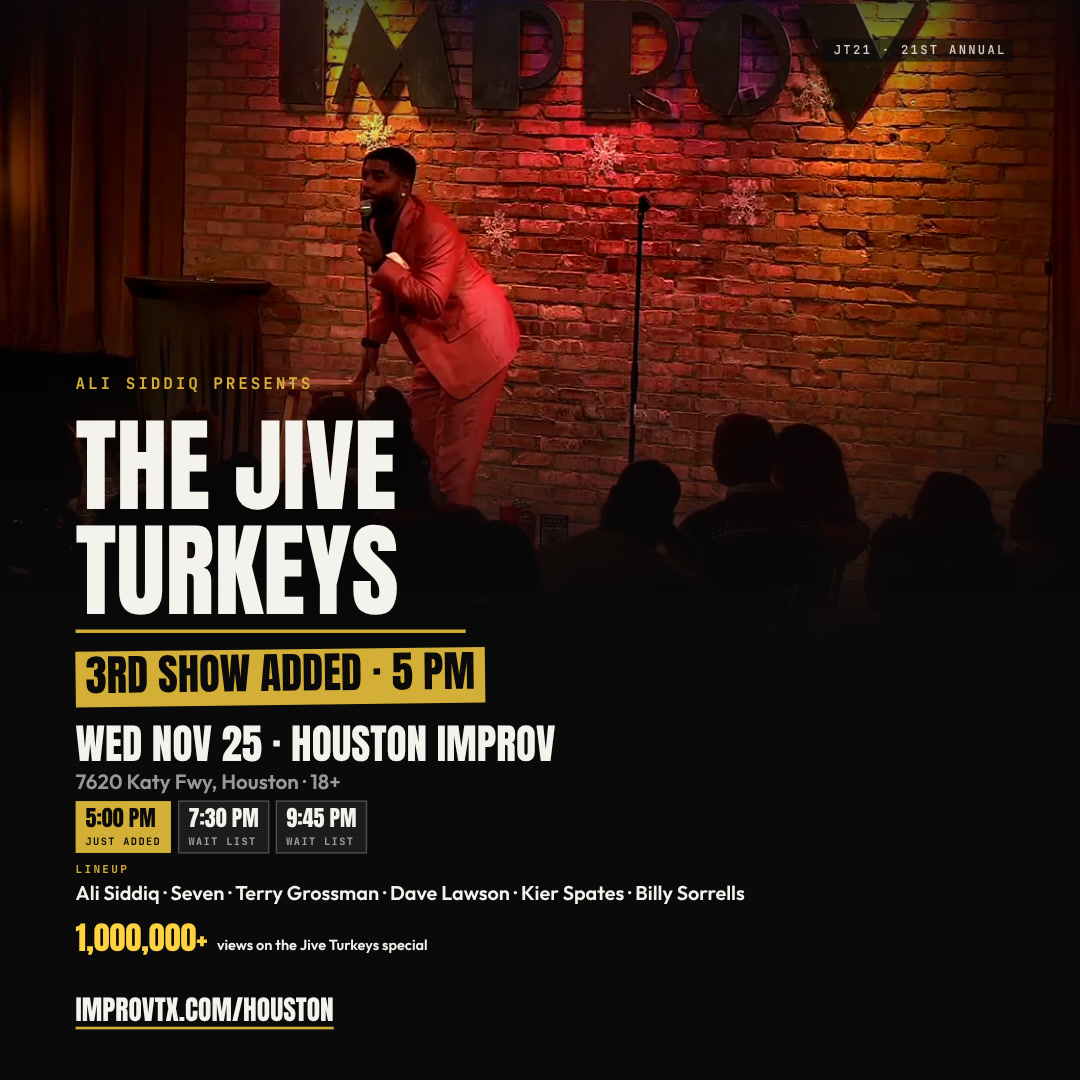 IMPROV
JT21 · 21ST ANNUAL
ALI SIDDIQ PRESENTS
THE JIVE
TURKEYS
3RD SHOW ADDED · 5 PM
WED NOV 25 · HOUSTON IMPROV
7620 Katy Fwy, Houston · 18+
5:00 PM 7:30 PM 9:45 PM
JUST ADDED WAIT LIST WAIT LIST
LINEUP
Ali Siddiq · Seven · Terry Grossman · Dave Lawson · Kier Spates · Billy Sorrells
1,000,000+ views on the Jive Turkeys special
IMPROVTX.COM/HOUSTON